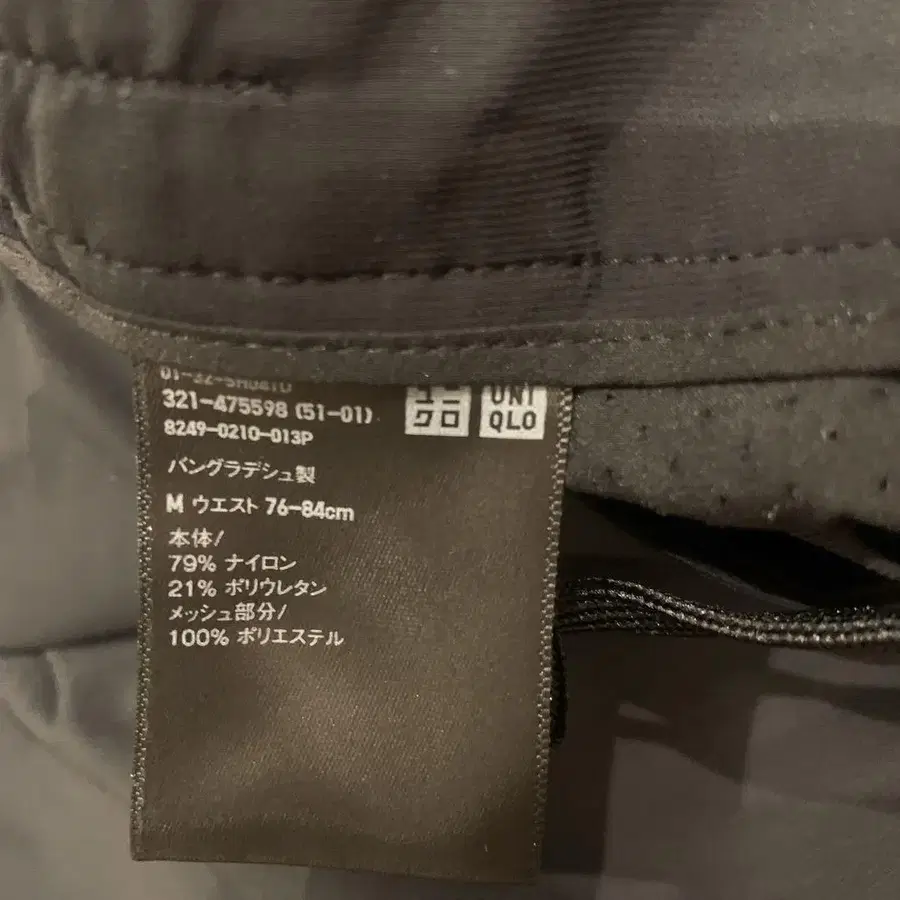 321-475598 (51-01)
8249-0210-013P
ユニ
クロ
UNI
QLO
バングラデシュ製
M ウエスト 76-84cm
本体/
79% ナイロン
21% ポリウレタン
メッシュ部分/
100% ポリエステル